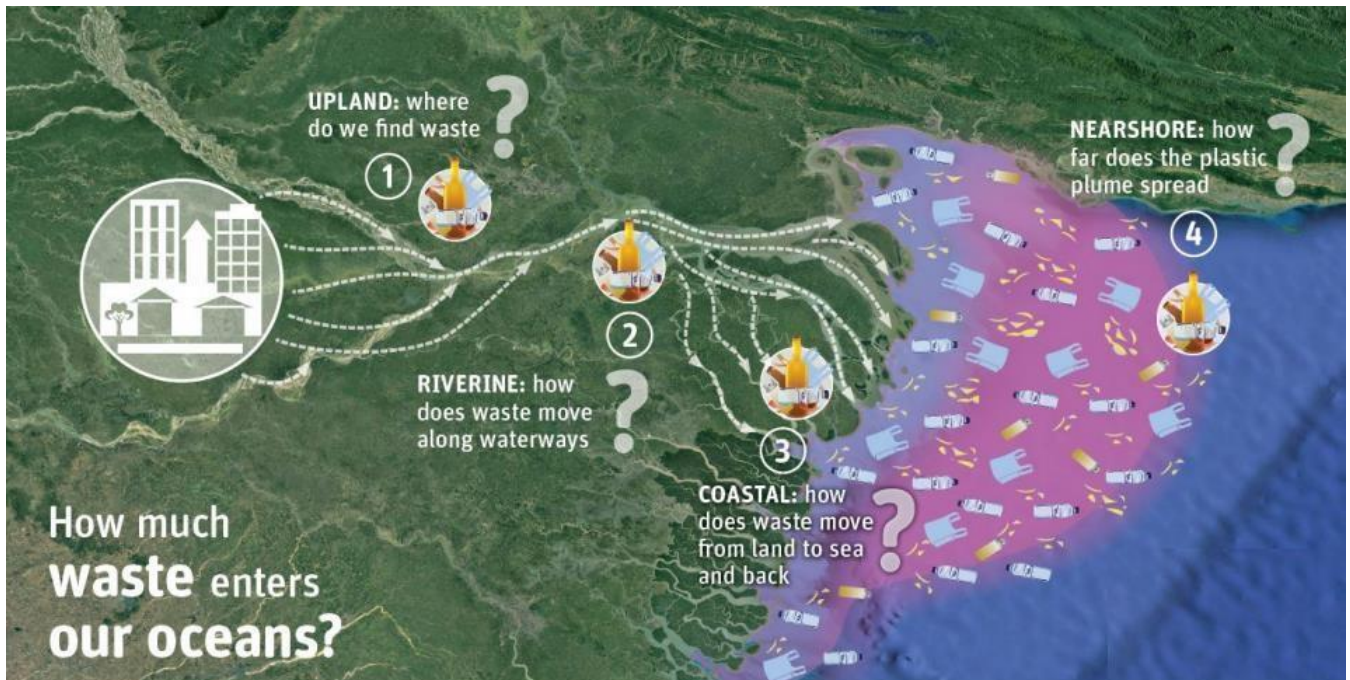 UPLAND: where
do we find waste
?
1
2
RIVERINE: how
does waste move
along waterways
?
3
COASTAL: how
does waste move
from land to sea
and back
?
NEARSHORE: how
far does the plastic
plume spread
?
4
How much
waste enters
our oceans?